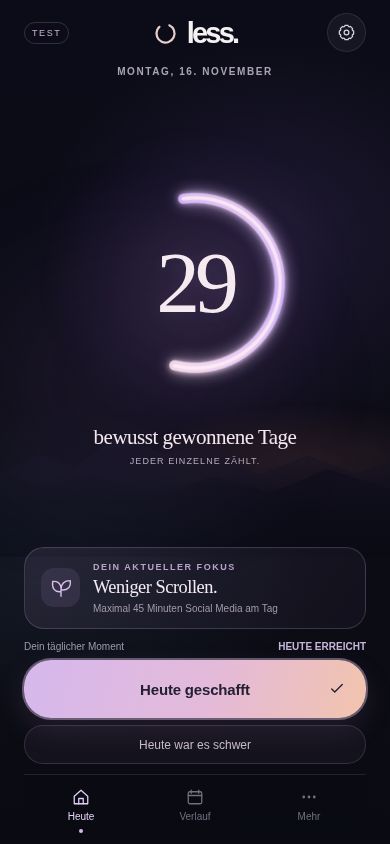 TEST
less.
MONTAG, 16. NOVEMBER
29
bewusst gewonnene Tage
JEDER EINZELNE ZÄHLT.
DEIN AKTUELLER FOKUS
Weniger Scrollen.
Maximal 45 Minuten Social Media am Tag
Dein täglicher Moment
HEUTE ERREICHT
Heute geschafft
Heute war es schwer
Heute
Verlauf
Mehr